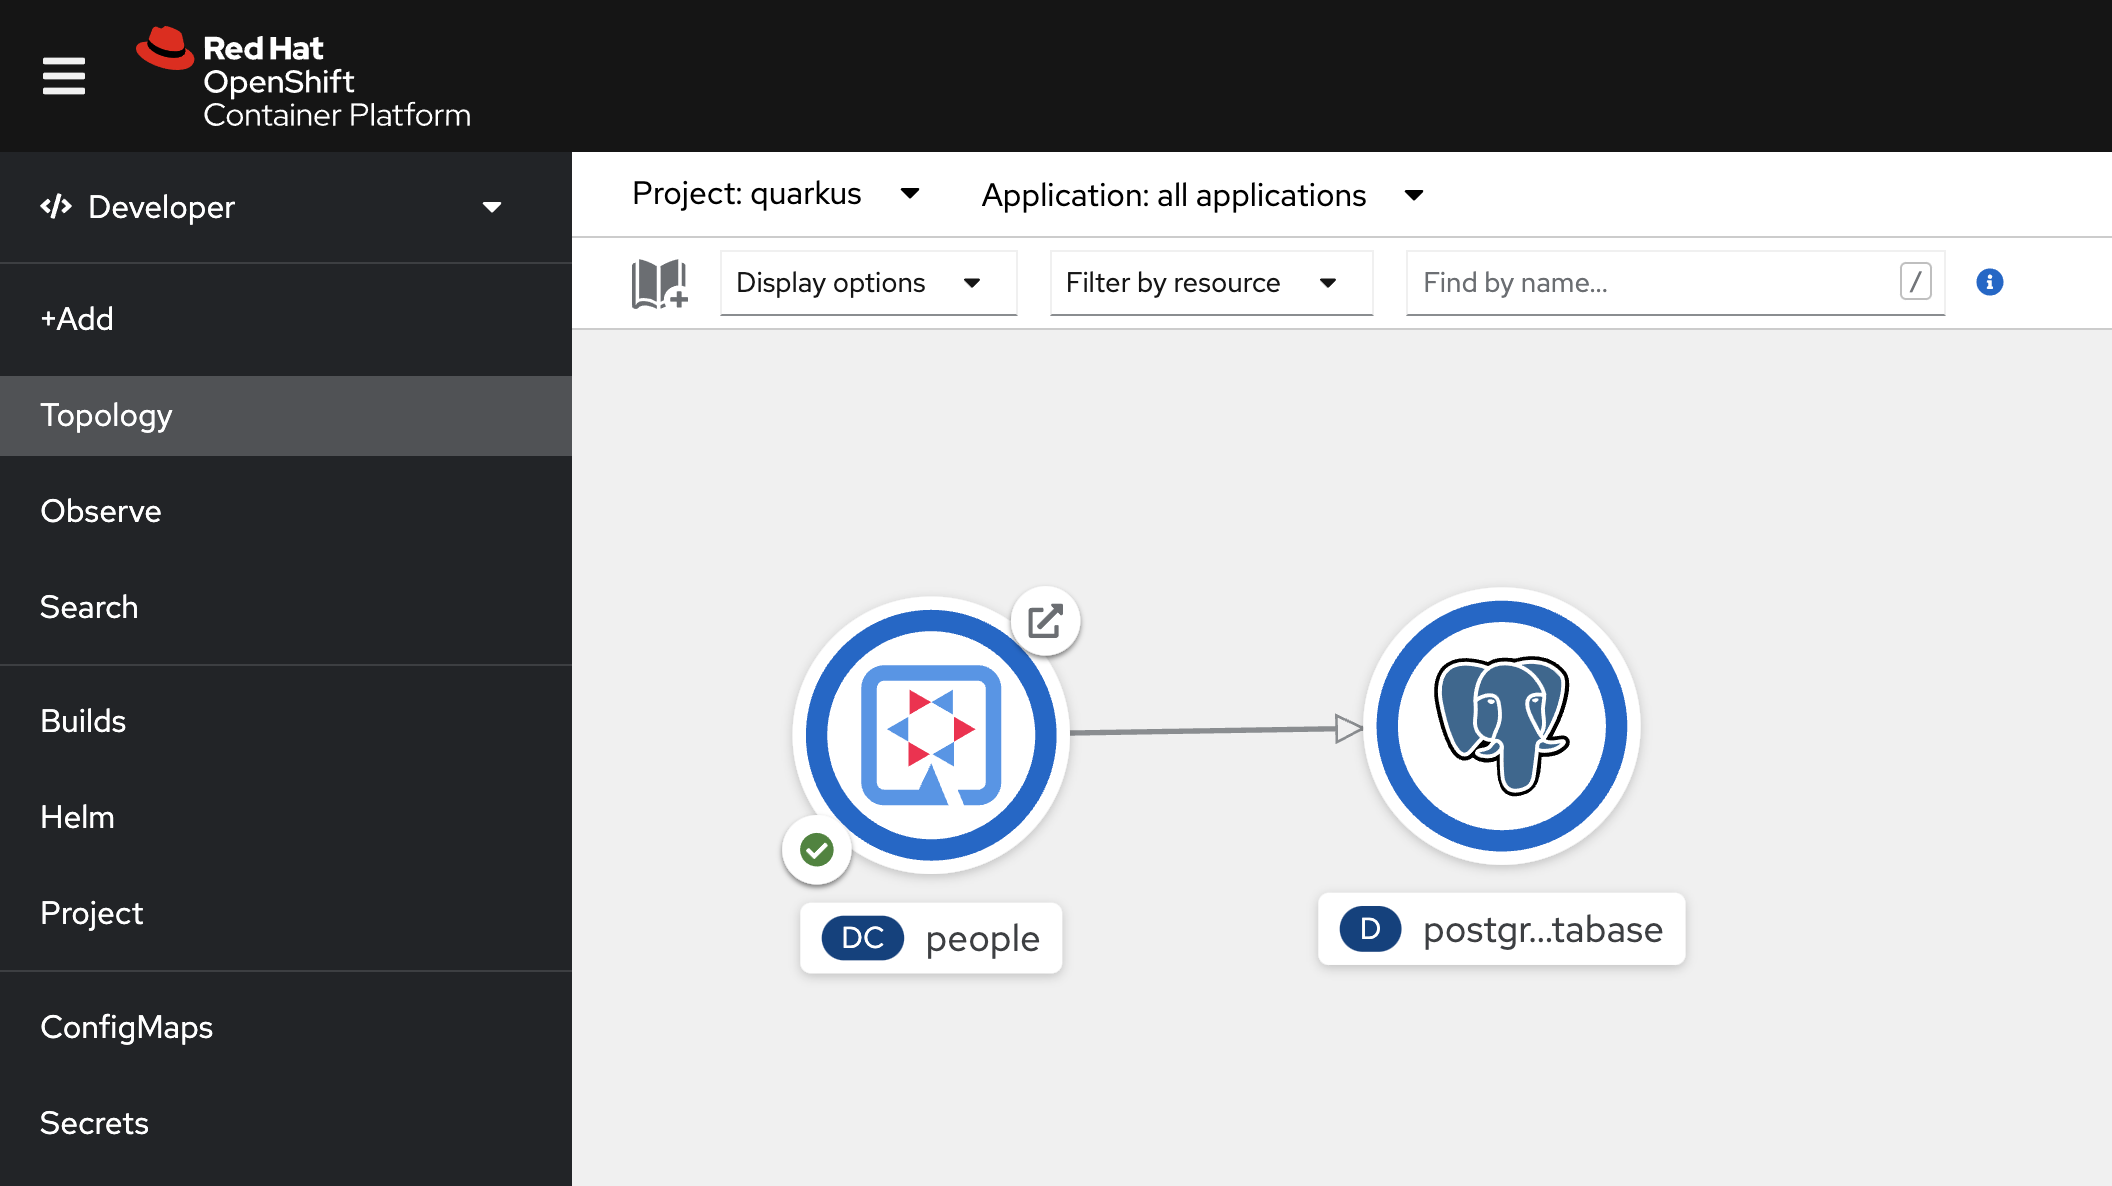 Red Hat
OpenShift
Container Platform
Developer
+Add
Topology
Observe
Search
Builds
Helm
Project
ConfigMaps
Secrets
Project: quarkus
Application: all applications
Display options
Filter by resource
Find by name...
/
DC people
D postgr...tabase